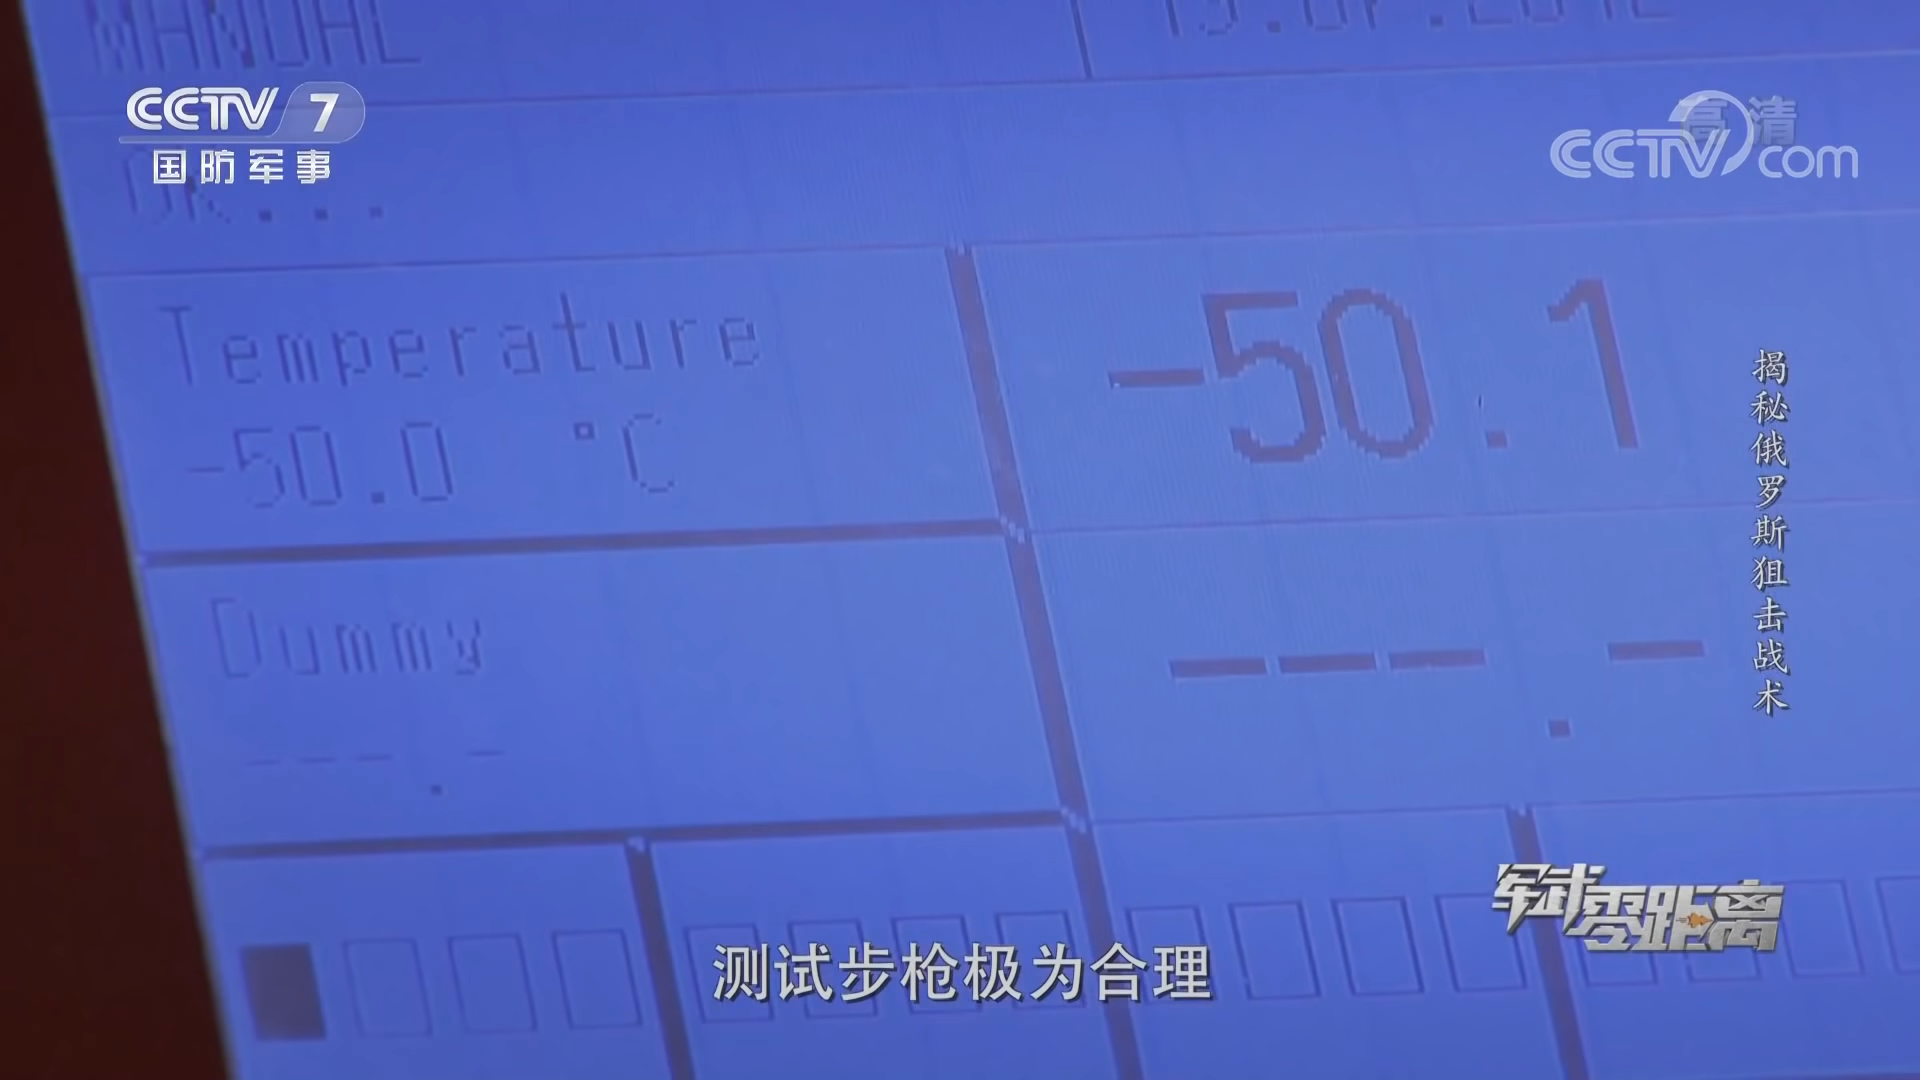 MANUAL
CCTV 7
国防军事
高清
CCTV.com
OK...
Temperature
-50.0 °C
-50.1
Dummy
---.-
---.-
揭秘俄罗斯狙击战术
军武零距离
测试步枪极为合理